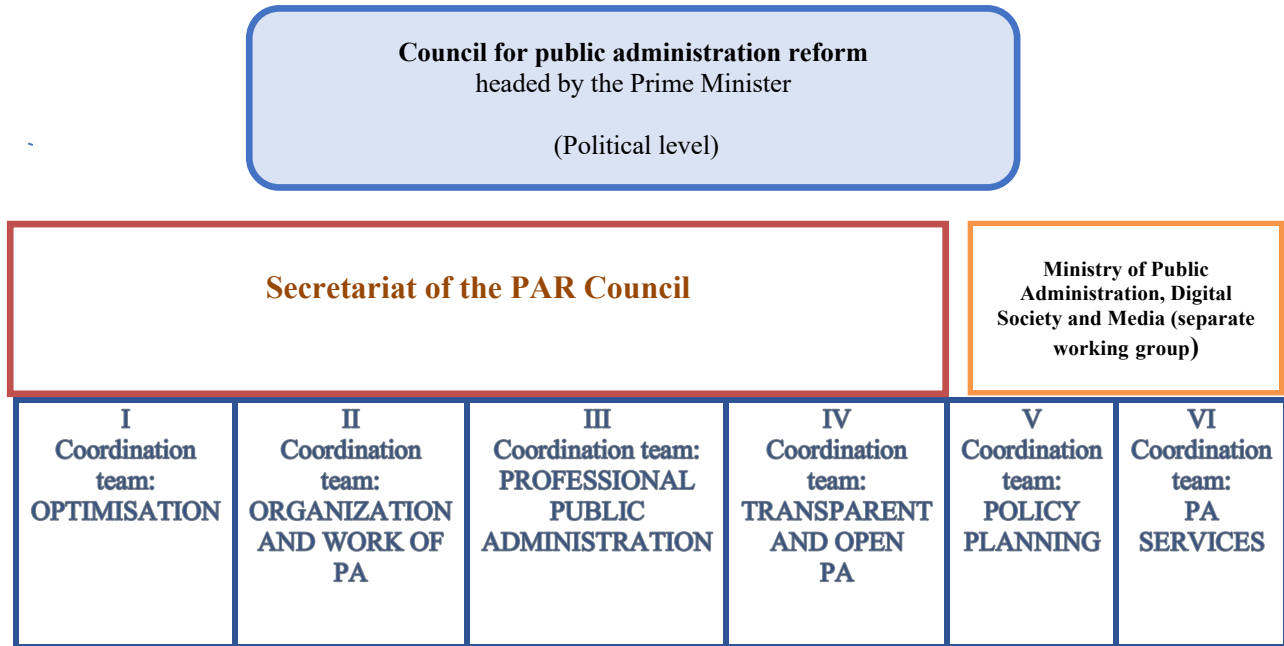 Council for public administration reform
headed by the Prime Minister
(Political level)
Secretariat of the PAR Council
Ministry of Public
Administration, Digital
Society and Media (separate
working group)
I
Coordination
team:
OPTIMISATION
II
Coordination
team:
ORGANIZATION
AND WORK OF
PA
III
Coordination team:
PROFESSIONAL
PUBLIC
ADMINISTRATION
IV
Coordination
team:
TRANSPARENT
AND OPEN
PA
V
Coordination
team:
POLICY
PLANNING
VI
Coordination
team:
PA
SERVICES